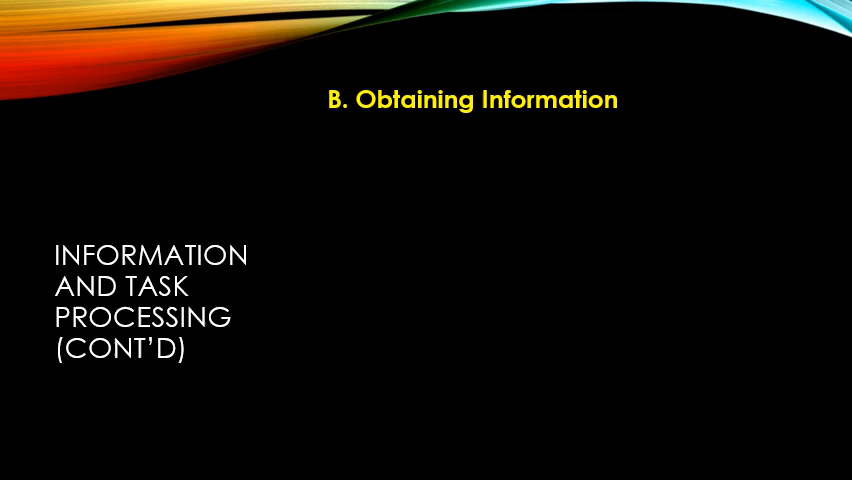 B. Obtaining Information
INFORMATION
AND TASK
PROCESSING
(CONT’D)